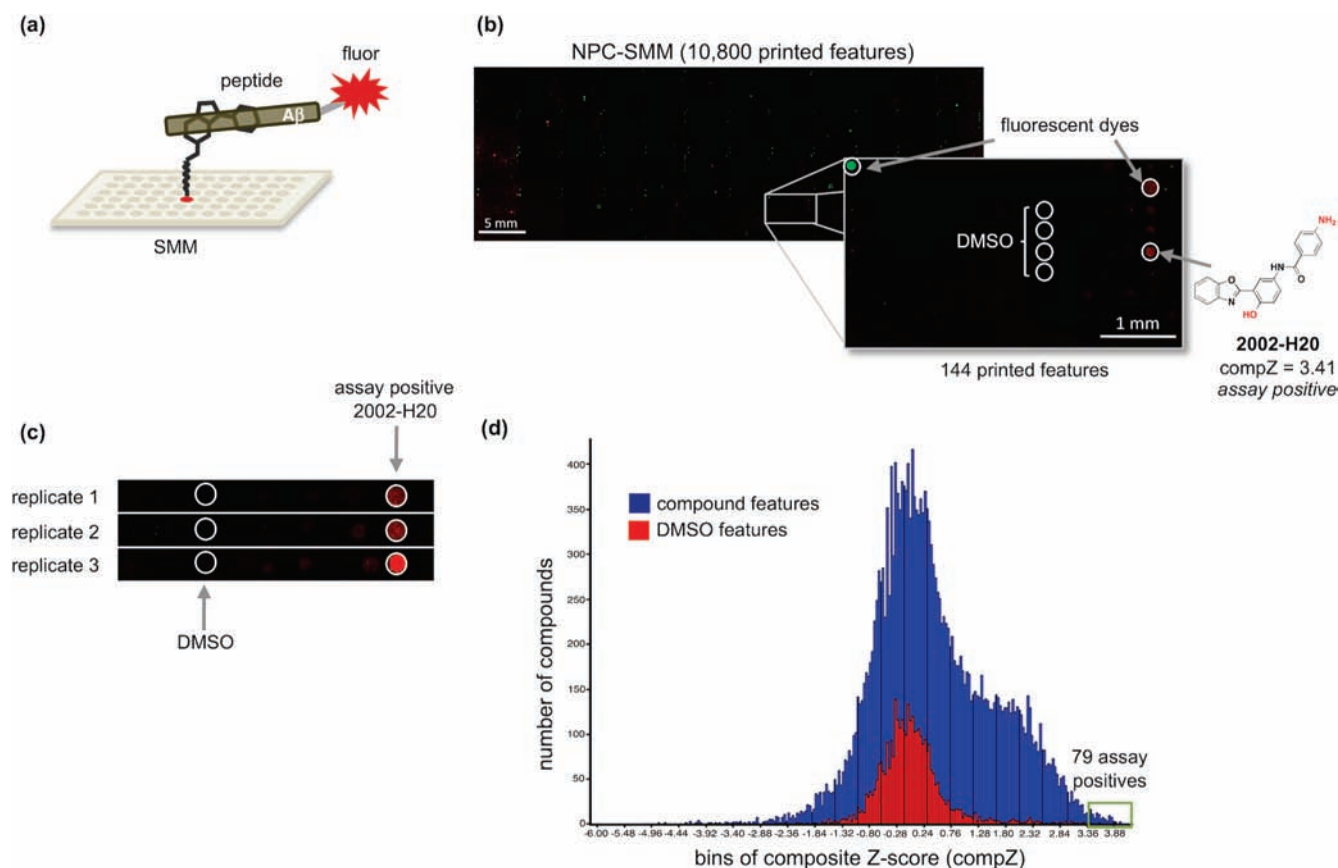 (a)
fluor
peptide
Aβ
SMM
(b)
NPC-SMM (10,800 printed features)
fluorescent dyes
5 mm
DMSO
1 mm
144 printed features
NH₂
HN
O
O
N
HO
2002-H20
compZ = 3.41
assay positive
(c)
assay positive
2002-H20
replicate 1
replicate 2
replicate 3
DMSO
(d)
400
350
300
250
200
150
100
50
0
number of compounds
compound features
DMSO features
79 assay
positives
-6.00 -5.48 -4.96 -4.44 -3.92 -3.40 -2.88 -2.36 -1.84 -1.32 -0.80 -0.26 0.24 0.76 1.28 1.80 2.32 2.84 3.36 3.88
bins of composite Z-score (compZ)